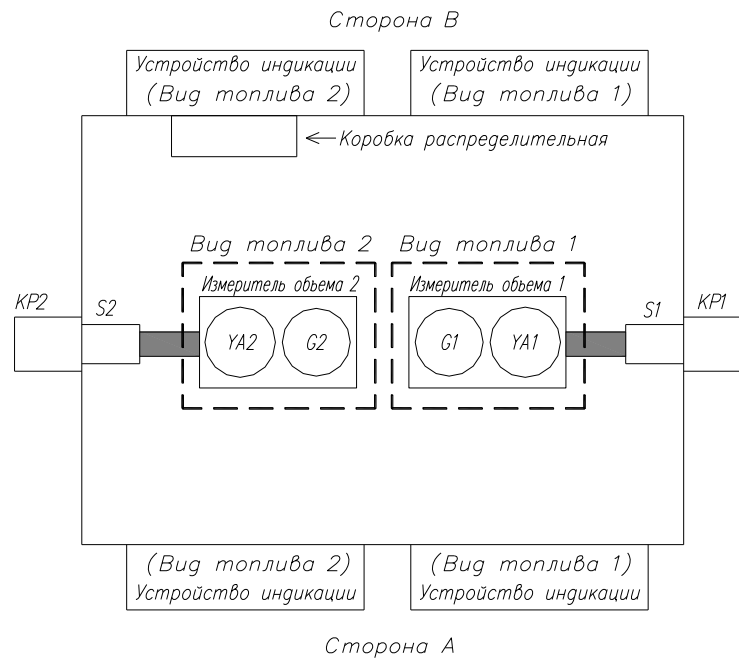 Сторона В
Устройство индикации
(Вид топлива 2)
Устройство индикации
(Вид топлива 1)
Коробка распределительная
Вид топлива 2
Вид топлива 1
Измеритель обьема 2
Измеритель обьема 1
КР2
S2
YA2
G2
G1
YA1
S1
КР1
(Вид топлива 2)
Устройство индикации
(Вид топлива 1)
Устройство индикации
Сторона А